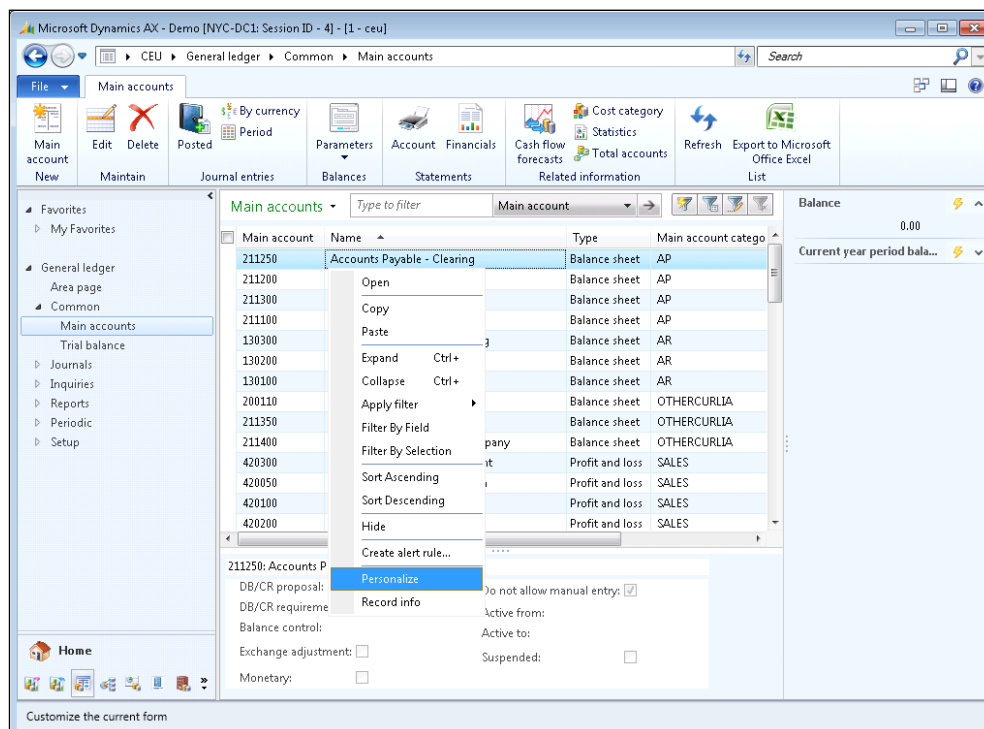 Microsoft Dynamics AX - Demo [NYC-DC1: Session ID - 4] - [1 - ceu]
CEU General ledger Common Main accounts Search
File Main accounts
Main account Edit Delete Posted By currency Period Parameters Account Financials Cash flow forecasts Cost category Statistics Total accounts Refresh Export to Microsoft Office Excel
New Maintain Journal entries Balances Statements Related information List
Favorites
My Favorites
General ledger
Area page
Common
Main accounts
Trial balance
Journals
Inquiries
Reports
Periodic
Setup
Home
Main accounts Type to filter Main account
Main account Name Type Main account catego
211250 Accounts Payable - Clearing Balance sheet AP
211200 Balance sheet AP
211300 Balance sheet AP
211100 Balance sheet AP
130300 g Balance sheet AR
130200 Balance sheet AR
130100 Balance sheet AR
200110 Balance sheet OTHERCURLIA
211350 Balance sheet OTHERCURLIA
211400 pany Balance sheet OTHERCURLIA
420300 nt Profit and loss SALES
420050 Profit and loss SALES
420100 Profit and loss SALES
420200 Profit and loss SALES
Open
Copy
Paste
Expand Ctrl+
Collapse Ctrl+
Apply filter
Filter By Field
Filter By Selection
Sort Ascending
Sort Descending
Hide
Create alert rule...
Personalize
Record info
211250: Accounts P
DB/CR proposal:
DB/CR requireme
Balance control:
Exchange adjustment:
Monetary:
Do not allow manual entry:
Active from:
Active to:
Suspended:
Balance
0.00
Current year period bala...
Customize the current form